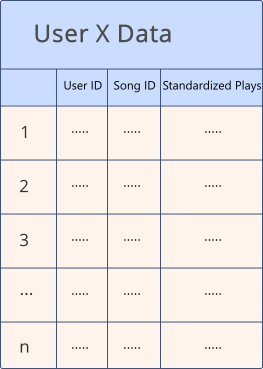 User X Data
User ID Song ID Standardized Plays
1 ..... ..... .....
2 ..... ..... .....
3 ..... ..... .....
... ..... ..... .....
n ..... ..... .....